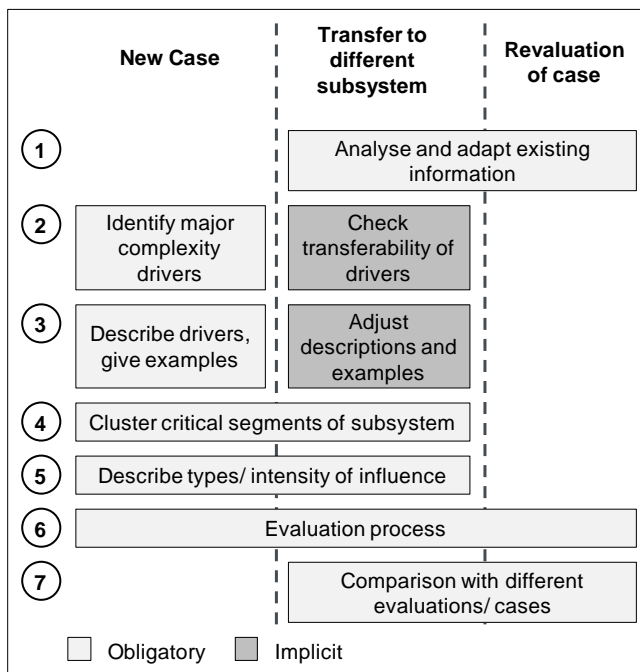 New Case
Transfer to
different
subsystem
Revaluation
of case
1
Analyse and adapt existing
information
2
Identify major
complexity
drivers
Check
transferability of
drivers
3
Describe drivers,
give examples
Adjust
descriptions and
examples
4
Cluster critical segments of subsystem
5
Describe types/ intensity of influence
6
Evaluation process
7
Comparison with different
evaluations/ cases
Obligatory
Implicit